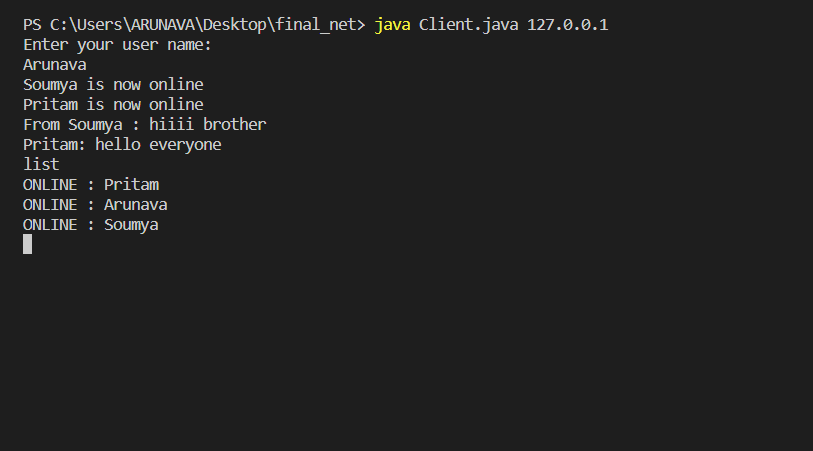 PS C:\Users\ARUNAVA\Desktop\final_net> java Client.java 127.0.0.1
Enter your user name:
Arunava
Soumya is now online
Pritam is now online
From Soumya : hiiii brother
Pritam: hello everyone
list
ONLINE : Pritam
ONLINE : Arunava
ONLINE : Soumya